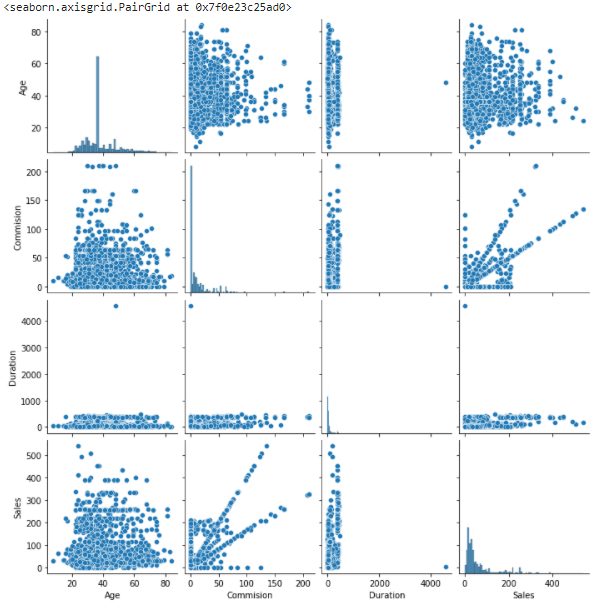 <seaborn.axisgrid.PairGrid at 0x7f0e23c25ad0>
80
60
40
20
Age
200
150
100
50
0
Commision
4000
3000
2000
1000
0
Duration
500
400
300
200
100
0
Sales
20 40 60 80
0 50 100 150 200
0 2000 4000
0 200 400
Age Commision Duration Sales